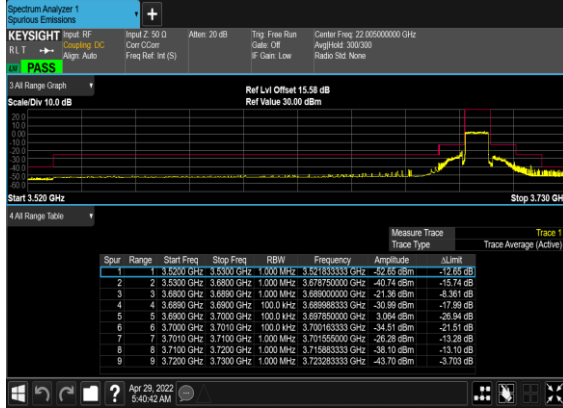 Spectrum Analyzer 1
Spurious Emissions
KEYSIGHT Input: RF Input Z: 50 Ω Atten: 20 dB Trig: Free Run Center Freq: 22.005000000 GHz
RLT Coupling: DC Corr CCorr Gate: Off Avg|Hold: 300/300
Align: Auto Freq Ref: Int (S) IF Gain: Low Radio Std: None
PASS
3 All Range Graph
Ref Lvl Offset 15.58 dB
Scale/Div 10.0 dB Ref Value 30.00 dBm
20.0
10.0
0.00
-10.0
-20.0
-30.0
-40.0
-50.0
-60.0
Start 3.520 GHz Stop 3.730 GH
4 All Range Table
Measure Trace Trace 1
Trace Type Trace Average (Active)
Spur Range Start Freq Stop Freq RBW Frequency Amplitude ΔLimit
1 1 3.5200 GHz 3.5300 GHz 1.000 MHz 3.521833333 GHz -52.65 dBm -12.65 dB
2 2 3.5300 GHz 3.6800 GHz 1.000 MHz 3.678750000 GHz -40.74 dBm -15.74 dB
3 3 3.6800 GHz 3.6890 GHz 1.000 MHz 3.689000000 GHz -21.36 dBm -8.361 dB
4 4 3.6890 GHz 3.6900 GHz 100.0 kHz 3.689988333 GHz -30.99 dBm -17.99 dB
5 5 3.6900 GHz 3.7000 GHz 100.0 kHz 3.697850000 GHz 3.064 dBm -26.94 dB
6 6 3.7000 GHz 3.7010 GHz 100.0 kHz 3.700163333 GHz -34.51 dBm -21.51 dB
7 7 3.7010 GHz 3.7100 GHz 1.000 MHz 3.701555000 GHz -26.28 dBm -13.28 dB
8 8 3.7100 GHz 3.7200 GHz 1.000 MHz 3.715883333 GHz -38.10 dBm -13.10 dB
9 9 3.7200 GHz 3.7300 GHz 1.000 MHz 3.723283333 GHz -43.70 dBm -3.703 dB
Apr 29, 2022
5:40:42 AM